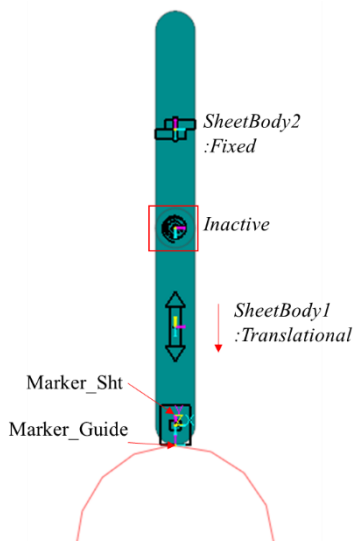 SheetBody2
:Fixed
Inactive
SheetBody1
:Translational
Marker_Sht
Marker_Guide